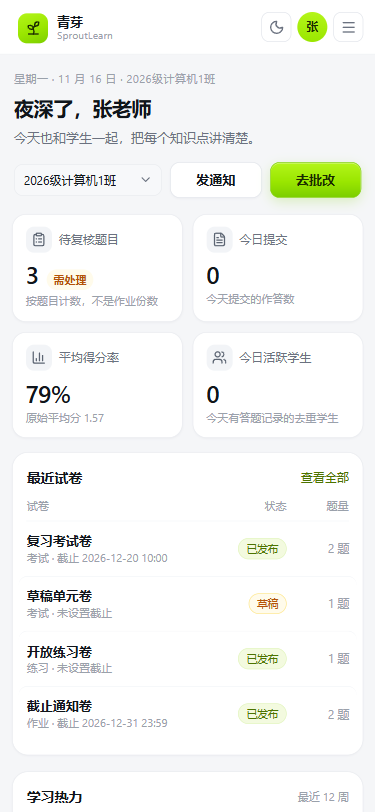 青芽
SproutLearn
张
星期一 · 11 月 16 日 · 2026级计算机1班
夜深了，张老师
今天也和学生一起，把每个知识点讲清楚。
2026级计算机1班
发通知
去批改
待复核题目
3 需处理
按题目计数，不是作业份数
今日提交
0
今天提交的作答数
平均得分率
79%
原始平均分 1.57
今日活跃学生
0
今天有答题记录的去重学生
最近试卷 查看全部
试卷 状态 题量
复习考试卷
考试 · 截止 2026-12-20 10:00
已发布 2 题
草稿单元卷
考试 · 未设置截止
草稿 1 题
开放练习卷
练习 · 未设置截止
已发布 1 题
截止通知卷
作业 · 截止 2026-12-31 23:59
已发布 2 题
学习热力 最近 12 周